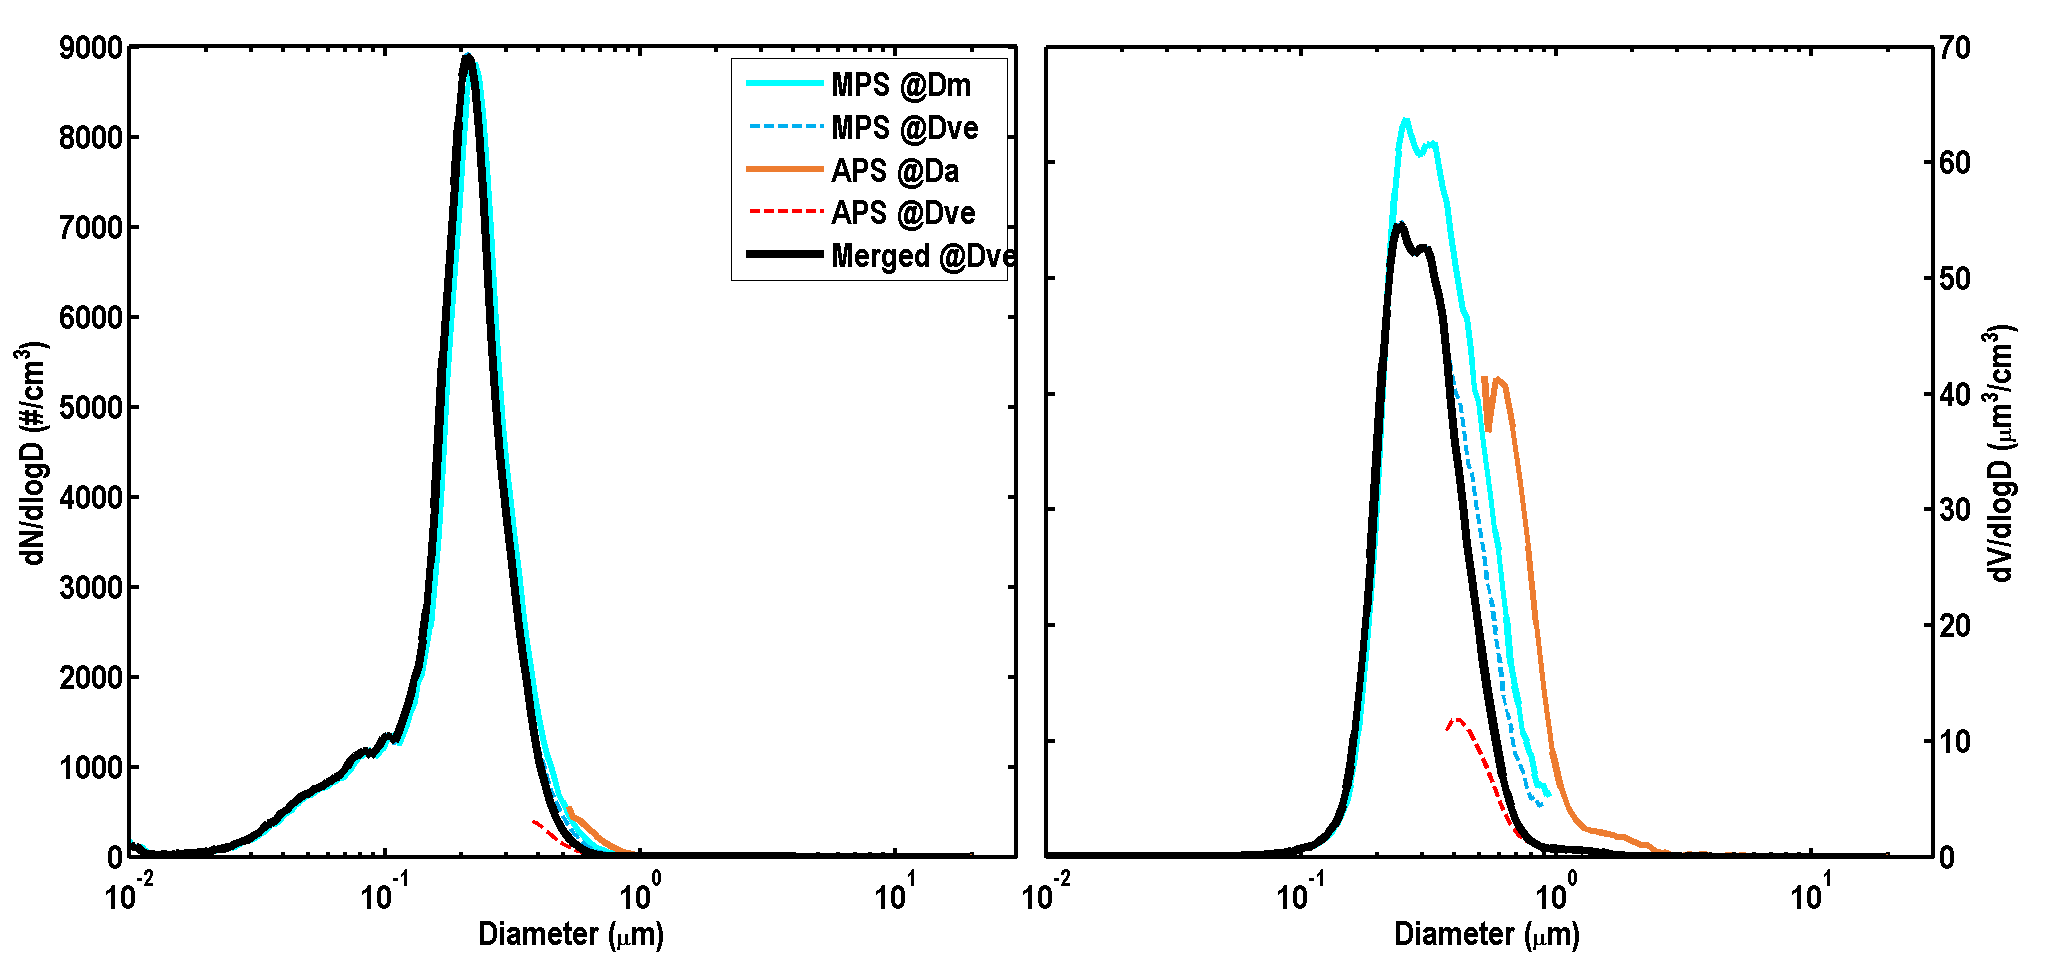 9000
8000
7000
6000
5000
4000
3000
2000
1000
0
dN/dlogD (#/cm³)
10⁻² 10⁻¹ 10⁰ 10¹
Diameter (μm)
MPS @Dm
MPS @Dve
APS @Da
APS @Dve
Merged @Dve
70
60
50
40
30
20
10
0
dV/dlogD (μm³/cm³)
10⁻² 10⁻¹ 10⁰ 10¹
Diameter (μm)